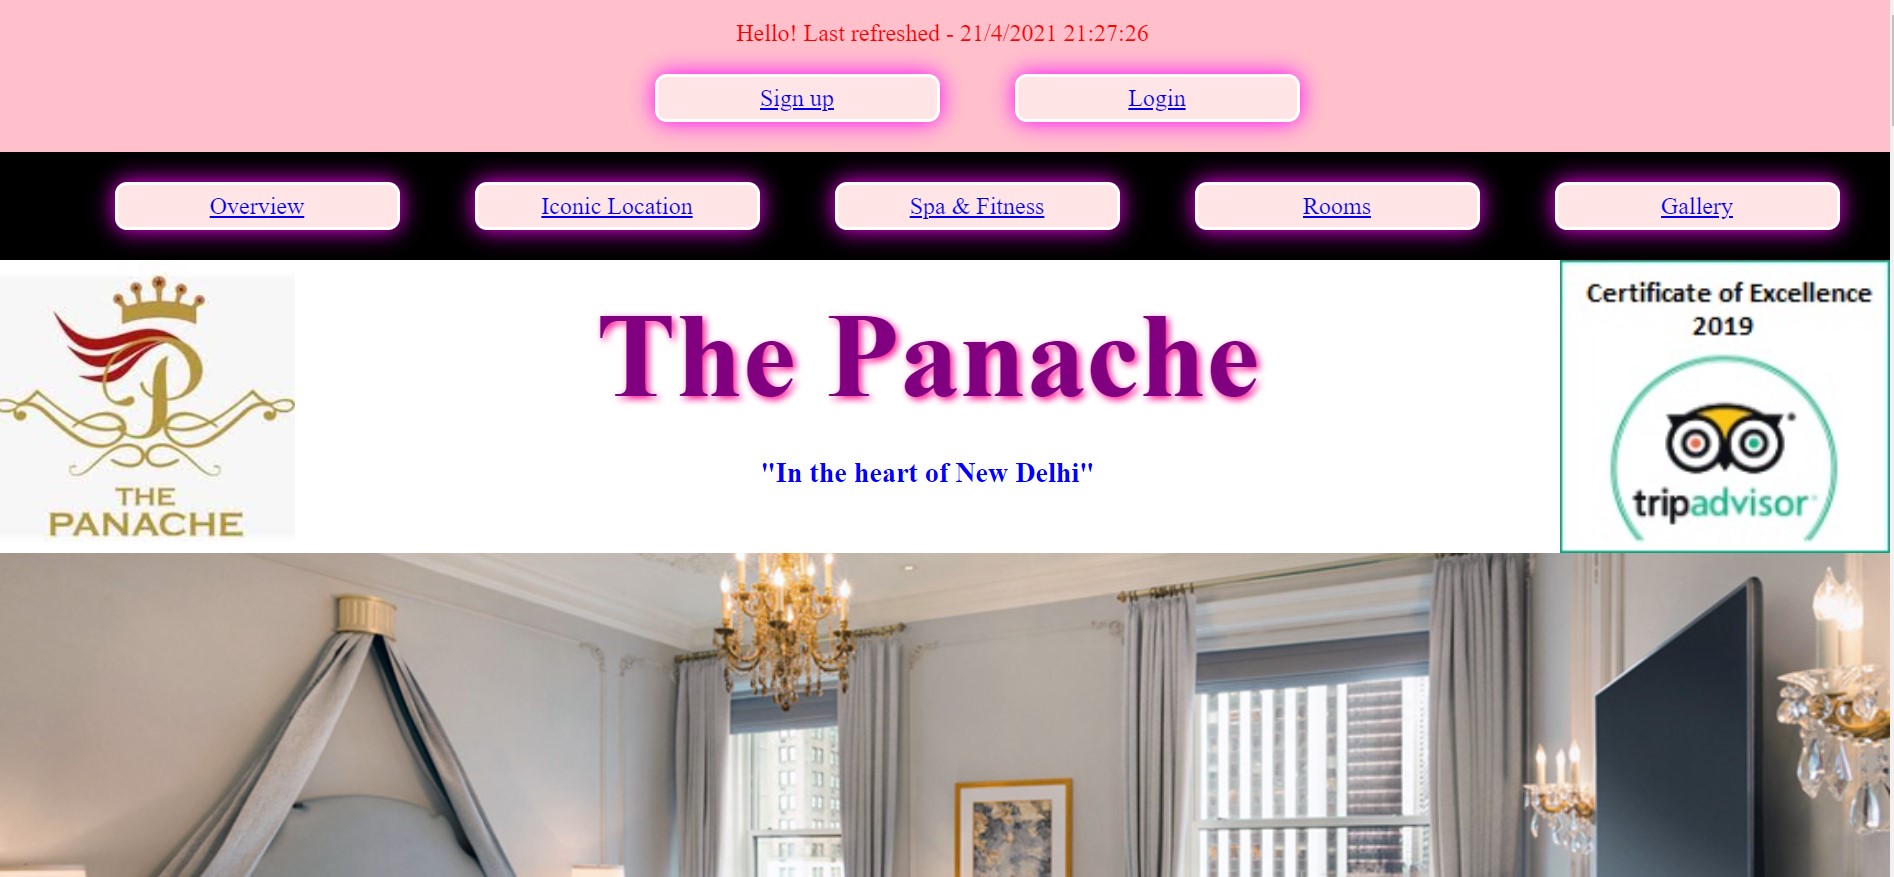 Hello! Last refreshed - 21/4/2021 21:27:26
Sign up
Login
Overview
Iconic Location
Spa & Fitness
Rooms
Gallery
P
THE
PANACHE
The Panache
"In the heart of New Delhi"
Certificate of Excellence
2019
tripadvisor